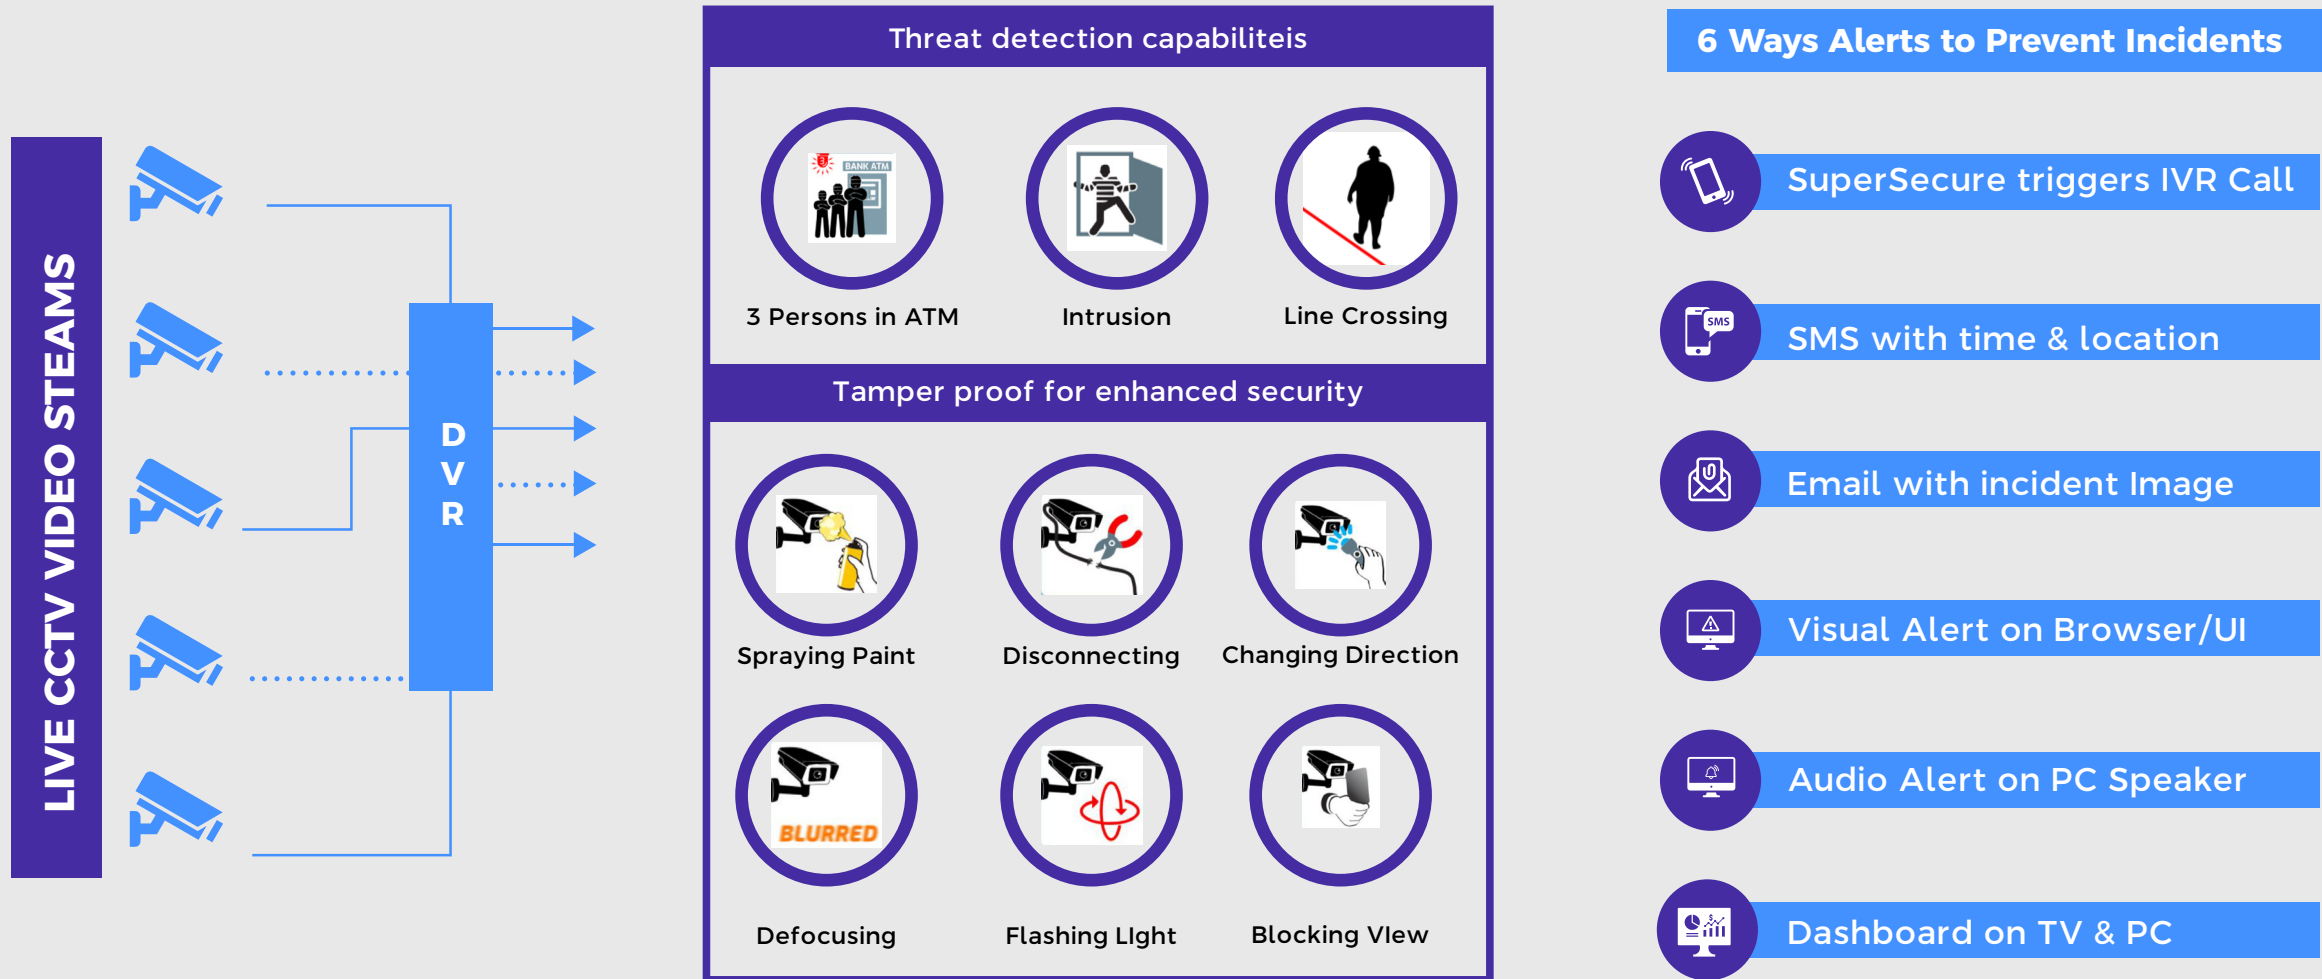 LIVE CCTV VIDEO STEAMS
D
V
R
Threat detection capabiliteis
3
BANK ATM
3 Persons in ATM
Intrusion
Line Crossing
Tamper proof for enhanced security
Spraying Paint
Disconnecting
Changing Direction
BLURRED
Defocusing
Flashing LIght
Blocking VIew
6 Ways Alerts to Prevent Incidents
SuperSecure triggers IVR Call
SMS
SMS with time & location
Email with incident Image
Visual Alert on Browser/UI
Audio Alert on PC Speaker
$
Dashboard on TV & PC